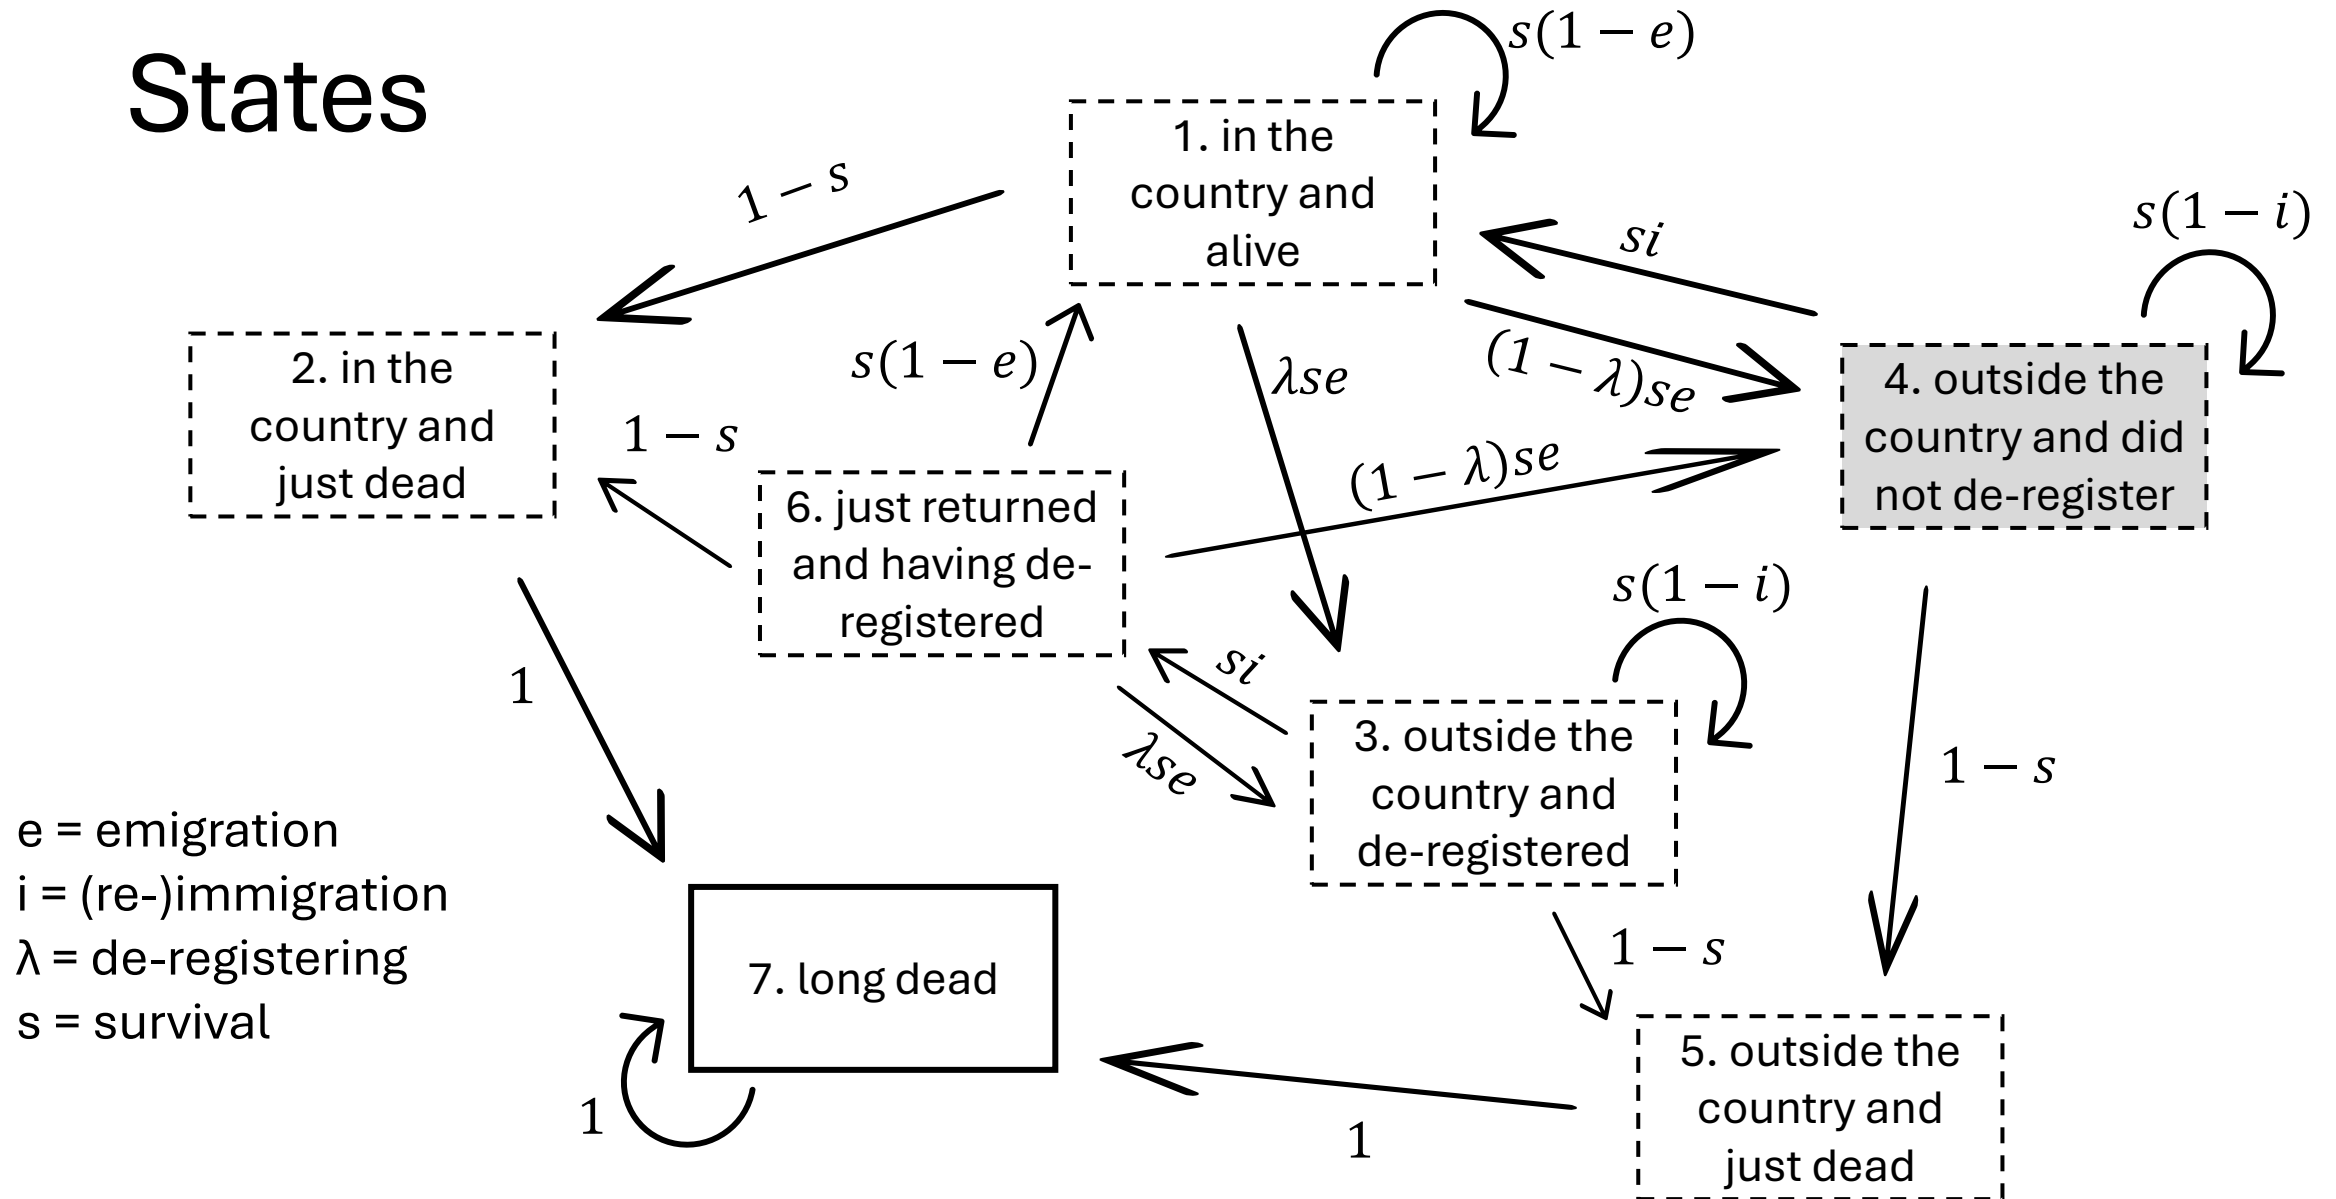 States
s(1 − e)
1. in the
country and
alive
1 − s
si
s(1 − i)
(1 − λ)se
2. in the
country and
just dead
s(1 − e)
λse
4. outside the
country and did
not de-register
1 − s
(1 − λ)se
6. just returned
and having de-
registered
s(1 − i)
si
λse
1
3. outside the
country and
de-registered
1 − s
e = emigration
i = (re-)immigration
λ = de-registering
s = survival
7. long dead
1 − s
1
1
5. outside the
country and
just dead